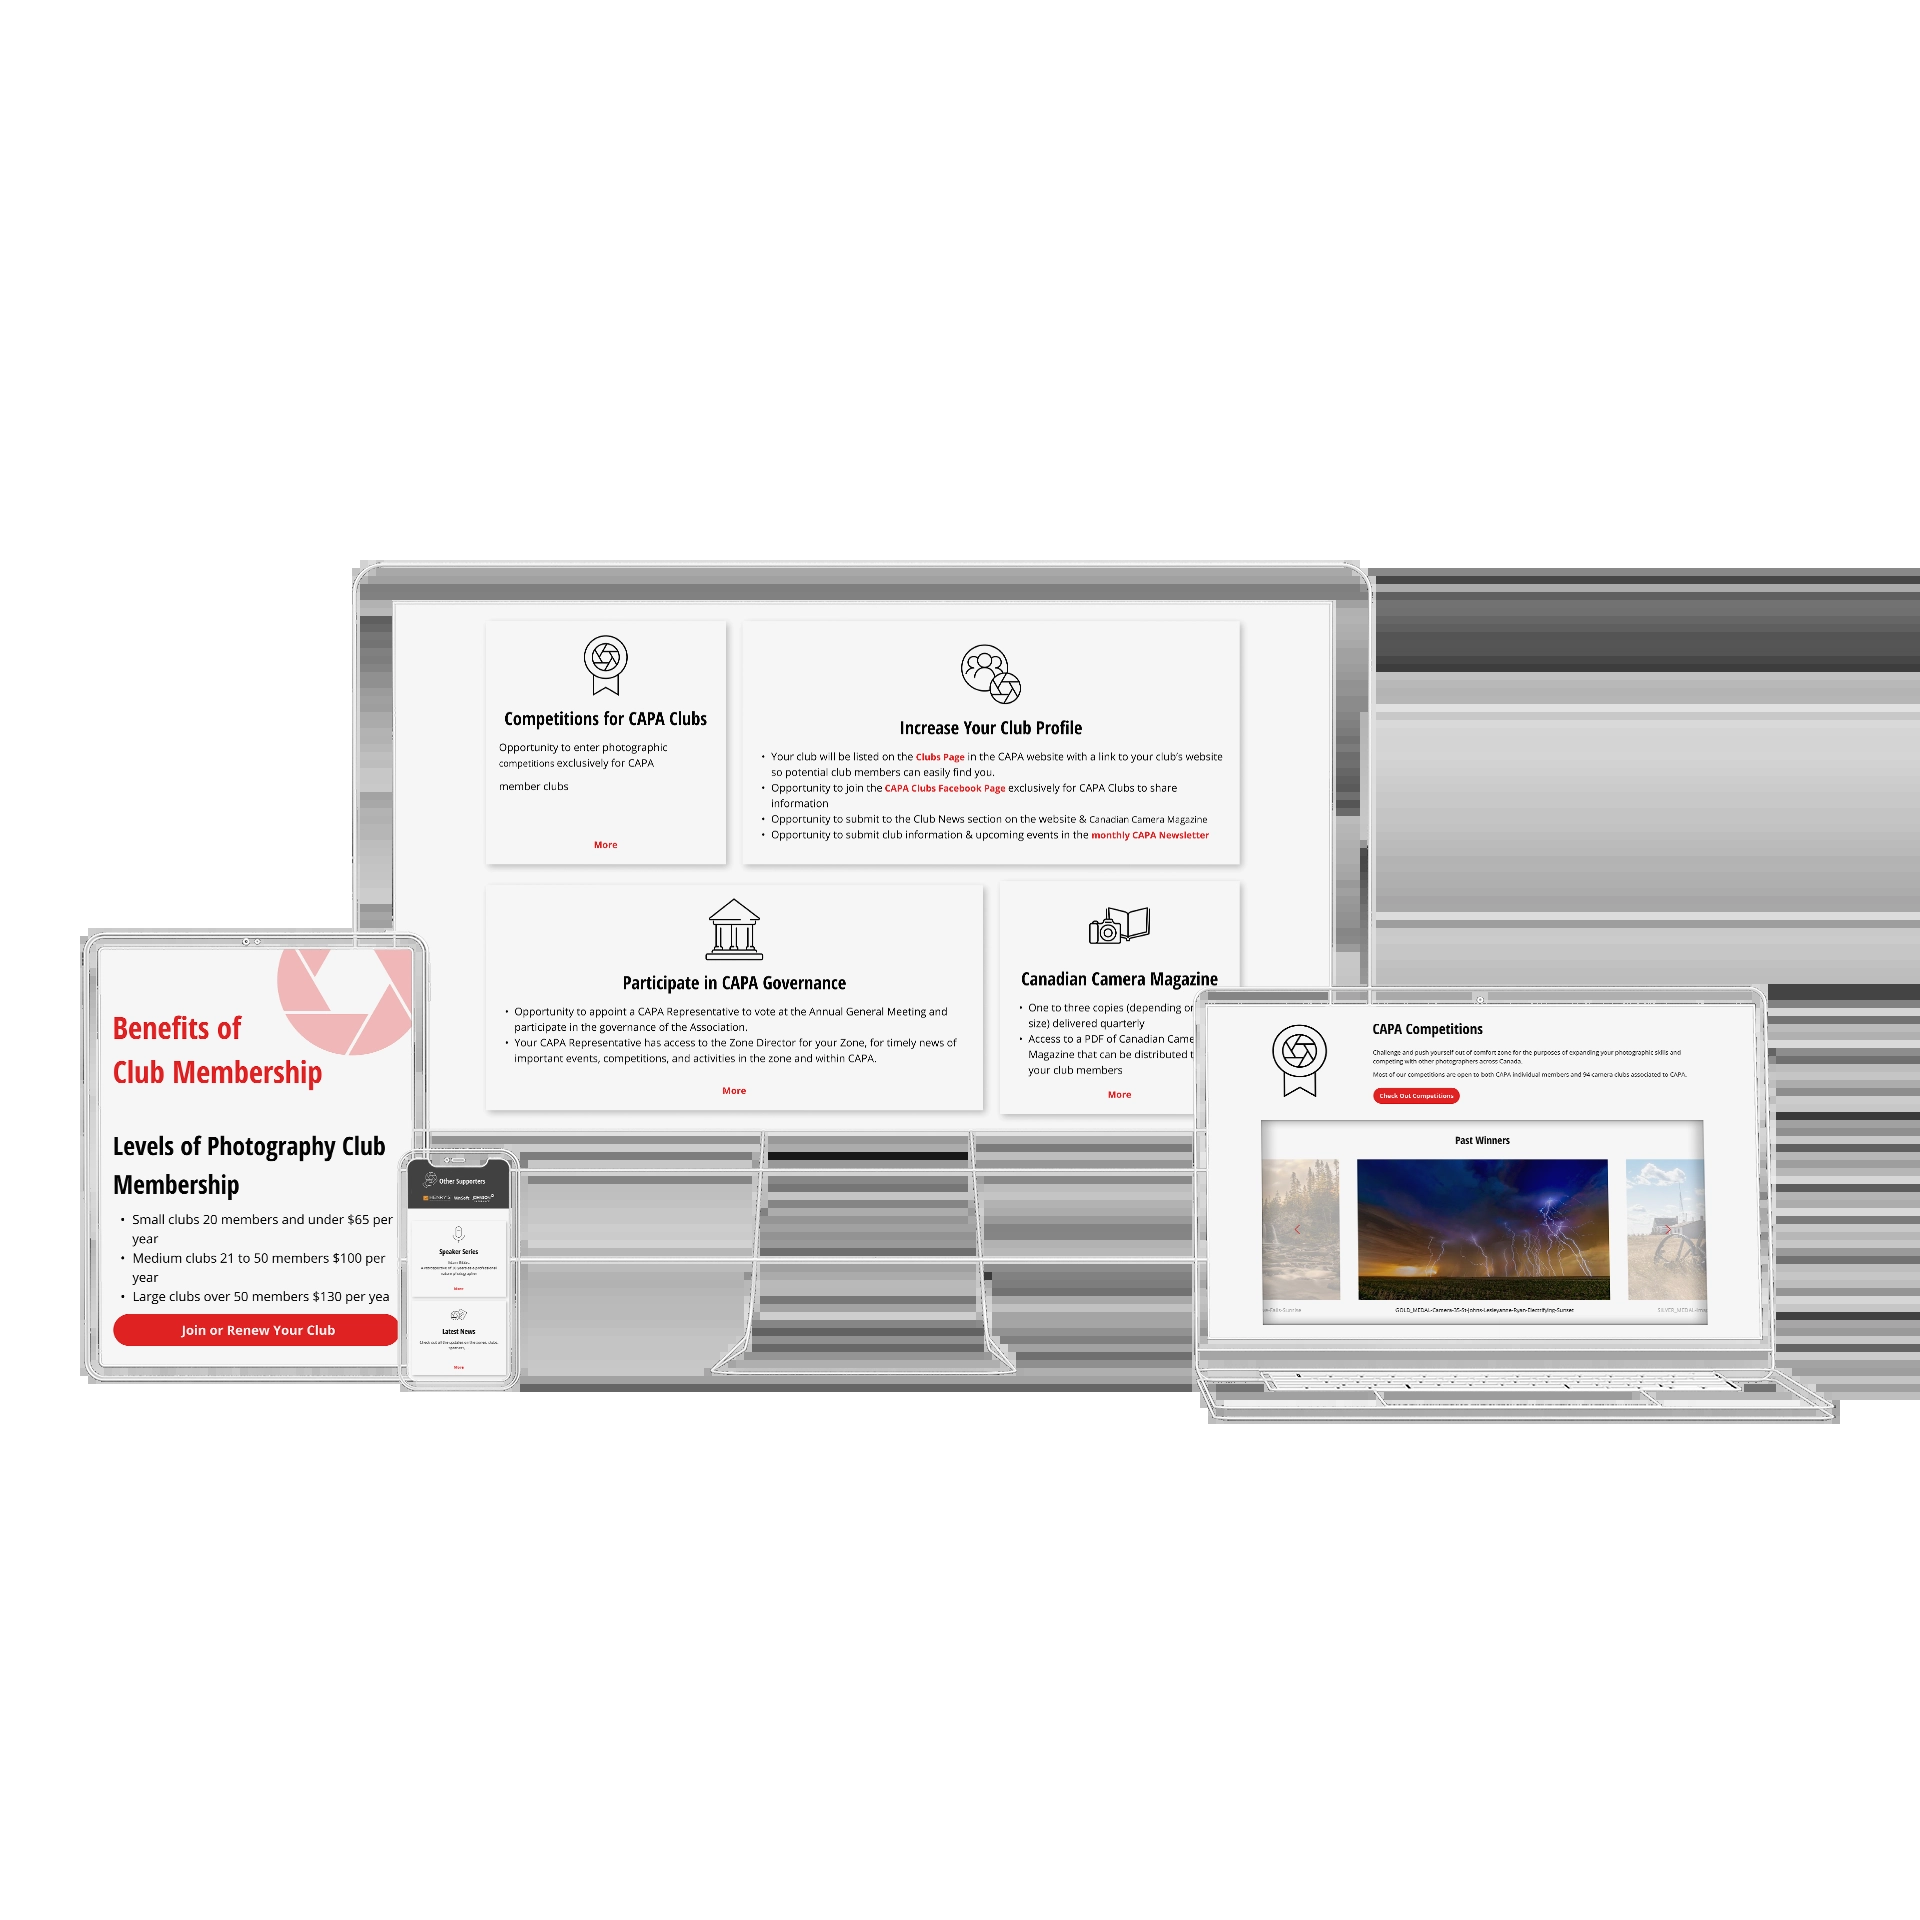 Competitions for CAPA Clubs
Opportunity to enter photographic
competitions exclusively for CAPA
member clubs
More
Increase Your Club Profile
• Your club will be listed on the Clubs Page in the CAPA website with a link to your club's website
so potential club members can easily find you.
• Opportunity to join the CAPA Clubs Facebook Page exclusively for CAPA Clubs to share
information
• Opportunity to submit to the Club News section on the website & Canadian Camera Magazine
• Opportunity to submit club information & upcoming events in the monthly CAPA Newsletter
Participate in CAPA Governance
• Opportunity to appoint a CAPA Representative to vote at the Annual General Meeting and
participate in the governance of the Association.
• Your CAPA Representative has access to the Zone Director for your Zone, for timely news of
important events, competitions, and activities in the zone and within CAPA.
More
Canadian Camera Magazine
• One to three copies (depending on
size) delivered quarterly
• Access to a PDF of Canadian Came
Magazine that can be distributed t
your club members
More
Benefits of
Club Membership
Levels of Photography Club
Membership
• Small clubs 20 members and under $65 per
year
• Medium clubs 21 to 50 members $100 per
year
• Large clubs over 50 members $130 per yea
Join or Renew Your Club
Other Supporters
Speaker Series
More
Latest News
More
CAPA Competitions
Challenge and push yourself out of comfort zone for the purposes of expanding your photographic skills and
competing with other photographers across Canada.
Most of our competitions are open to both CAPA individual members and 94 camera clubs associated to CAPA.
Check Out Competitions
Past Winners
GOLD_MEDAL-Camera-35-St-Johns-Lesleyanne-Ryan-Electrifying-Sunset